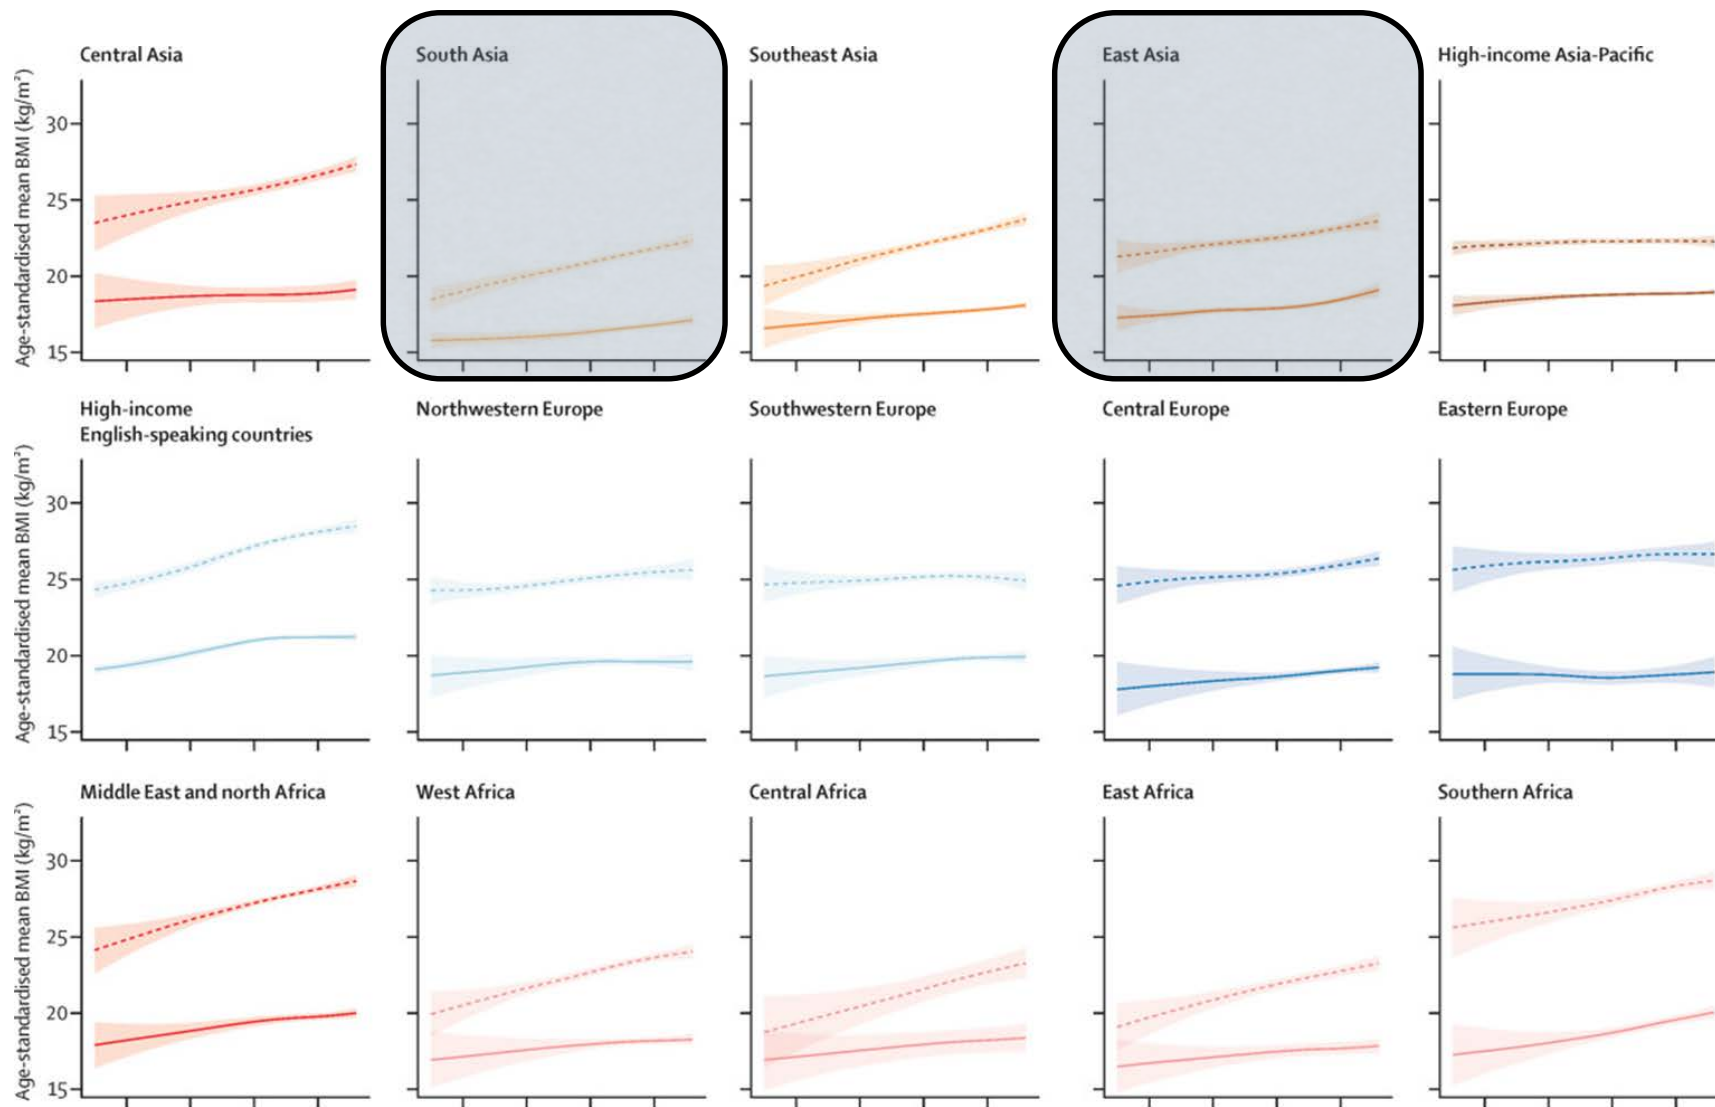 Central Asia
South Asia
Southeast Asia
East Asia
High-income Asia-Pacific
Age-standardised mean BMI (kg/m²)
30
25
20
15
High-income
English-speaking countries
Northwestern Europe
Southwestern Europe
Central Europe
Eastern Europe
Age-standardised mean BMI (kg/m²)
30
25
20
15
Middle East and north Africa
West Africa
Central Africa
East Africa
Southern Africa
Age-standardised mean BMI (kg/m²)
30
25
20
15